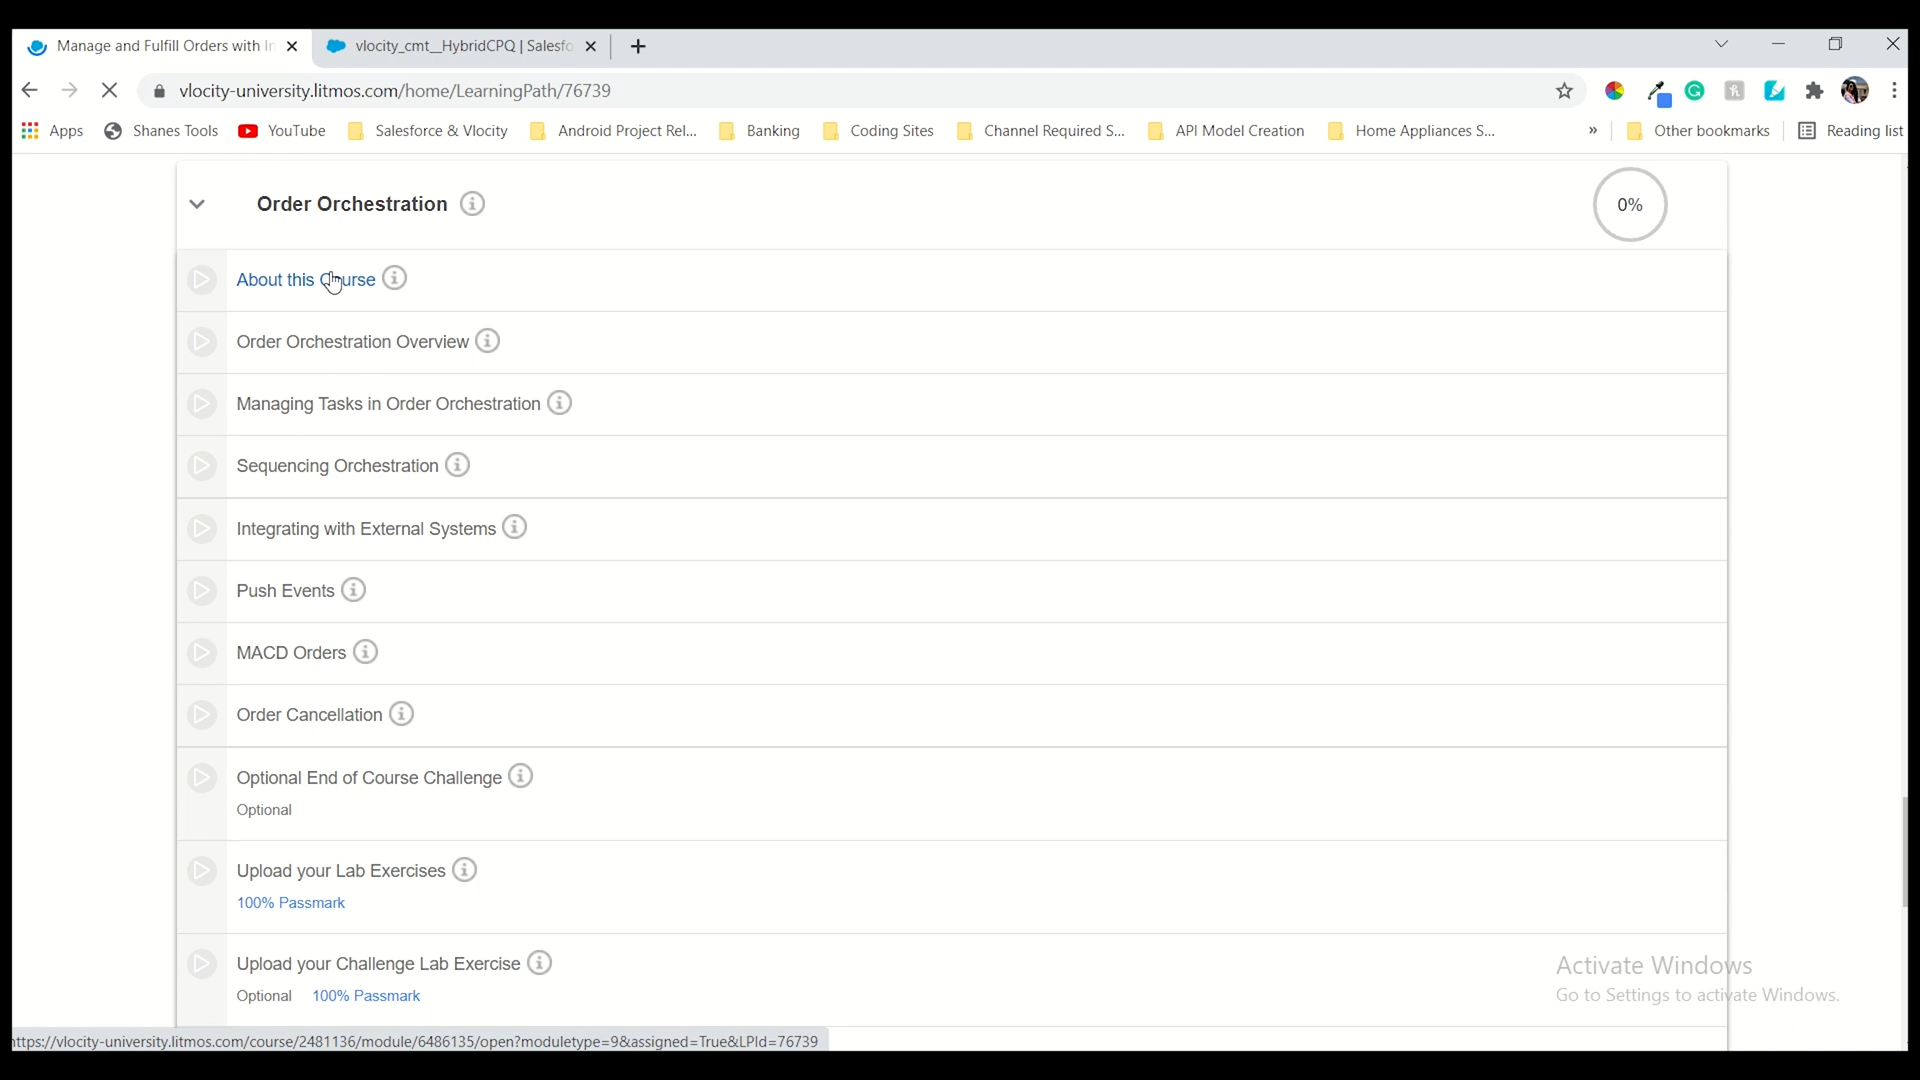 Manage and Fulfill Orders with In
vlocity_cmt__HybridCPQ | Salesfo
vlocity-university.litmos.com/home/LearningPath/76739
Apps
Shanes Tools
YouTube
Salesforce & Vlocity
Android Project Rel...
Banking
Coding Sites
Channel Required S...
API Model Creation
Home Appliances S...
»
Other bookmarks
Reading list
Order Orchestration
0%
About this Course
Order Orchestration Overview
Managing Tasks in Order Orchestration
Sequencing Orchestration
Integrating with External Systems
Push Events
MACD Orders
Order Cancellation
Optional End of Course Challenge
Optional
Upload your Lab Exercises
100% Passmark
Upload your Challenge Lab Exercise
Optional 100% Passmark
Activate Windows
Go to Settings to activate Windows.
https://vlocity-university.litmos.com/course/2481136/module/6486135/open?moduletype=9&assigned=True&LPId=76739